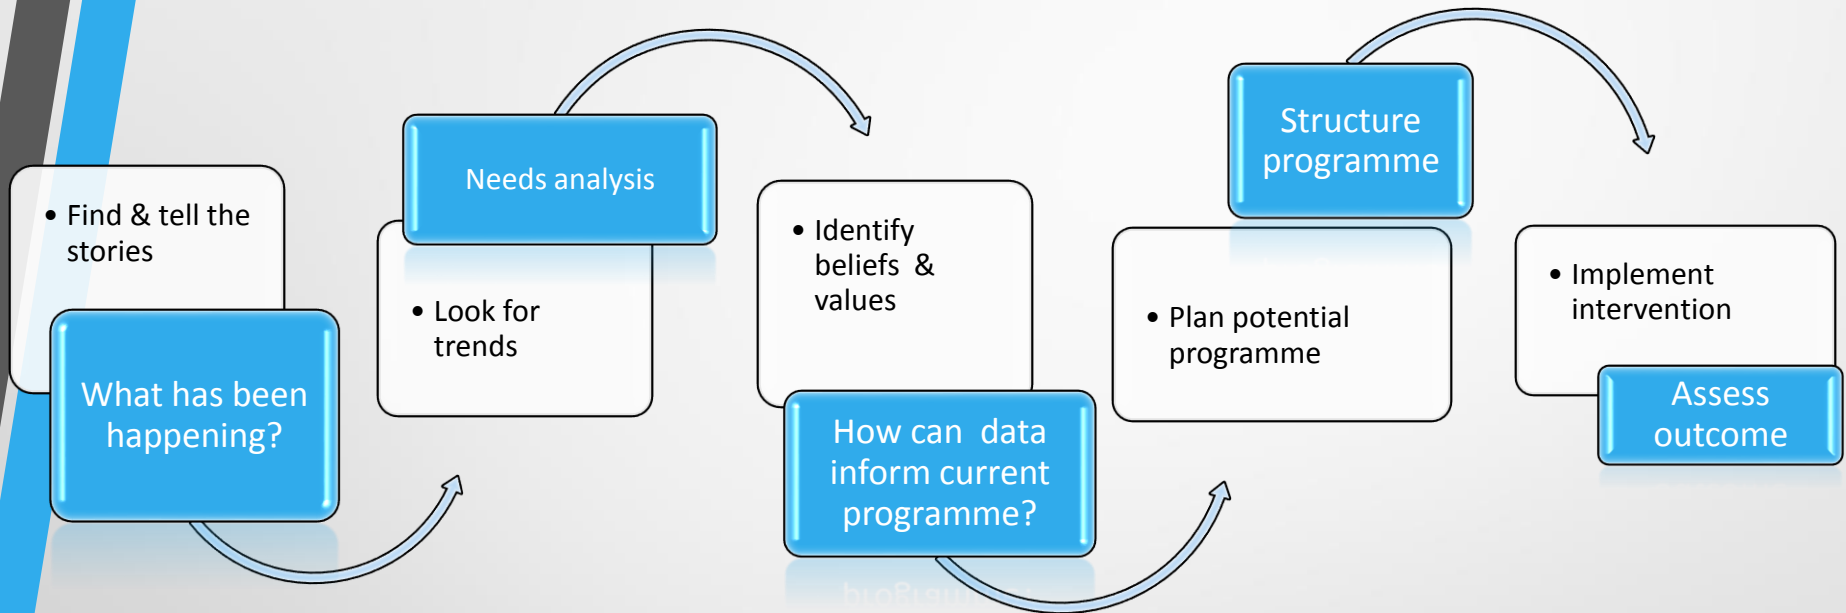 • Find & tell the
stories
What has been
happening?
Needs analysis
• Look for
trends
• Identify
beliefs &
values
How can data
inform current
programme?
Structure
programme
• Plan potential
programme
• Implement
intervention
Assess
outcome